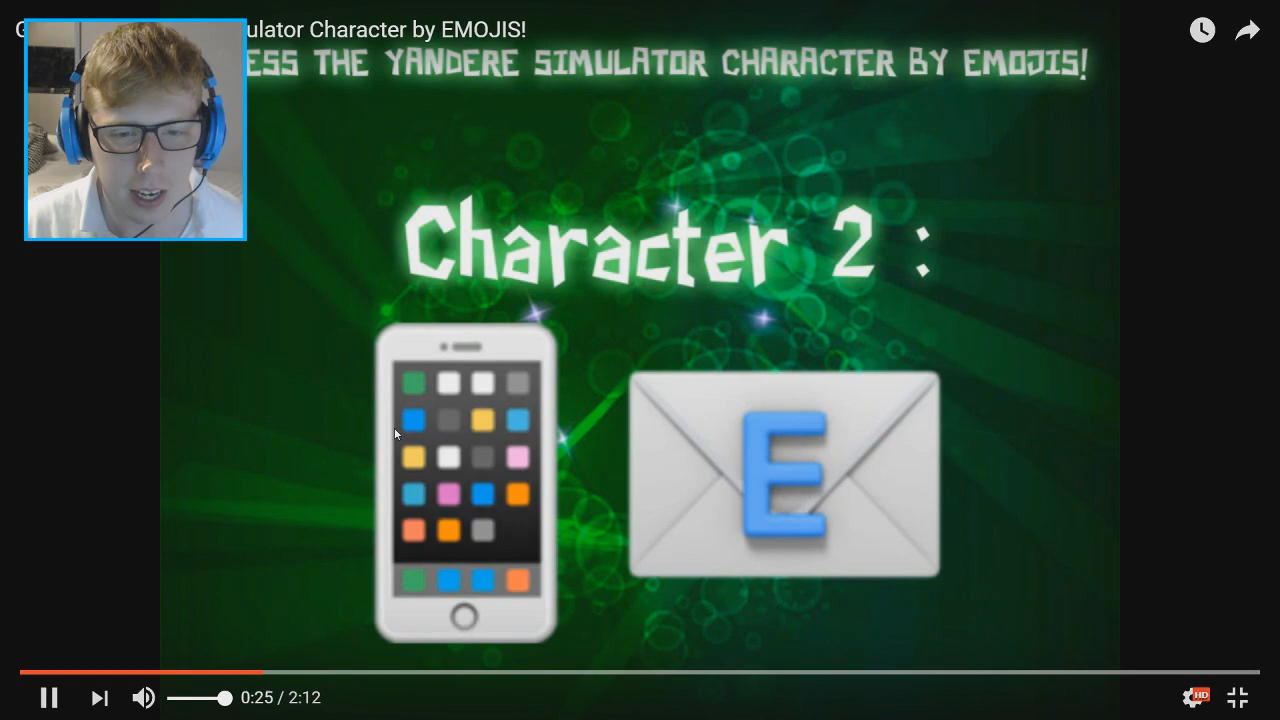 G
ulator Character by EMOJIS!
ESS THE YANDERE SIMULATOR CHARACTER BY EMOJIS!
Character 2 :
E
0:25 / 2:12
HD